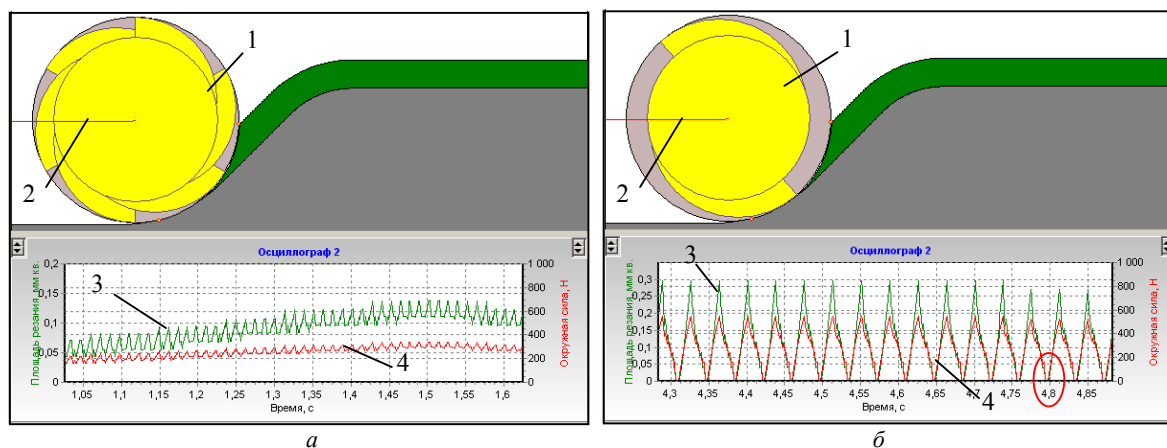 1
2
Осциллограф 2
Площадь резания, мм кв.
0,2
0,15
0,1
0,05
0
3
4
1 000
800
600
400
200
0
Окружная сила, Н
1,05 1,1 1,15 1,2 1,25 1,3 1,35 1,4 1,45 1,5 1,55 1,6
Время, с
а
1
2
Осциллограф 2
Площадь резания, мм кв.
0,3
0,25
0,2
0,15
0,1
0,05
0
3
4
1 000
800
600
400
200
0
Окружная сила, Н
4,3 4,35 4,4 4,45 4,5 4,55 4,6 4,65 4,7 4,75 4,8 4,85
Время, с
б